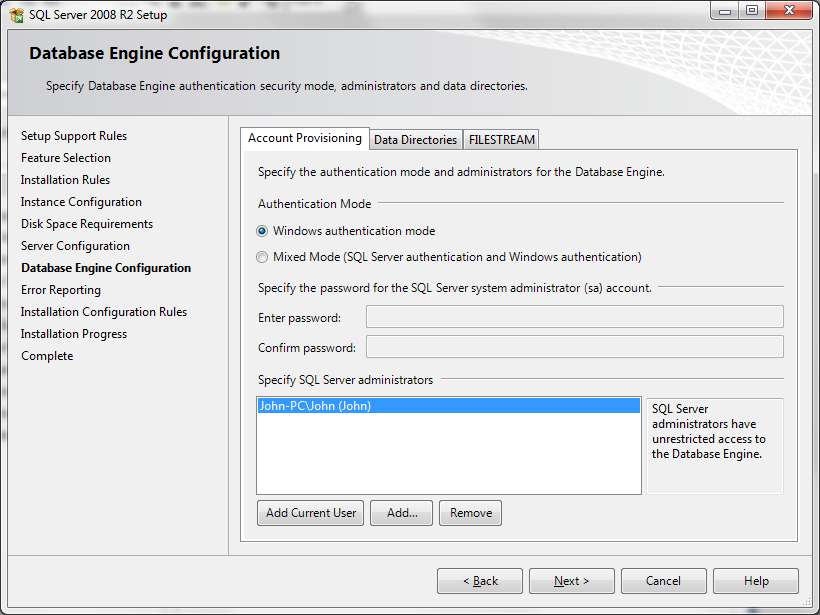 SQL Server 2008 R2 Setup
Database Engine Configuration
Specify Database Engine authentication security mode, administrators and data directories.
Setup Support Rules
Feature Selection
Installation Rules
Instance Configuration
Disk Space Requirements
Server Configuration
Database Engine Configuration
Error Reporting
Installation Configuration Rules
Installation Progress
Complete
Account Provisioning Data Directories FILESTREAM
Specify the authentication mode and administrators for the Database Engine.
Authentication Mode
Windows authentication mode
Mixed Mode (SQL Server authentication and Windows authentication)
Specify the password for the SQL Server system administrator (sa) account.
Enter password:
Confirm password:
Specify SQL Server administrators
John-PC\John (John)
SQL Server
administrators have
unrestricted access to
the Database Engine.
Add Current User Add... Remove
< Back Next > Cancel Help